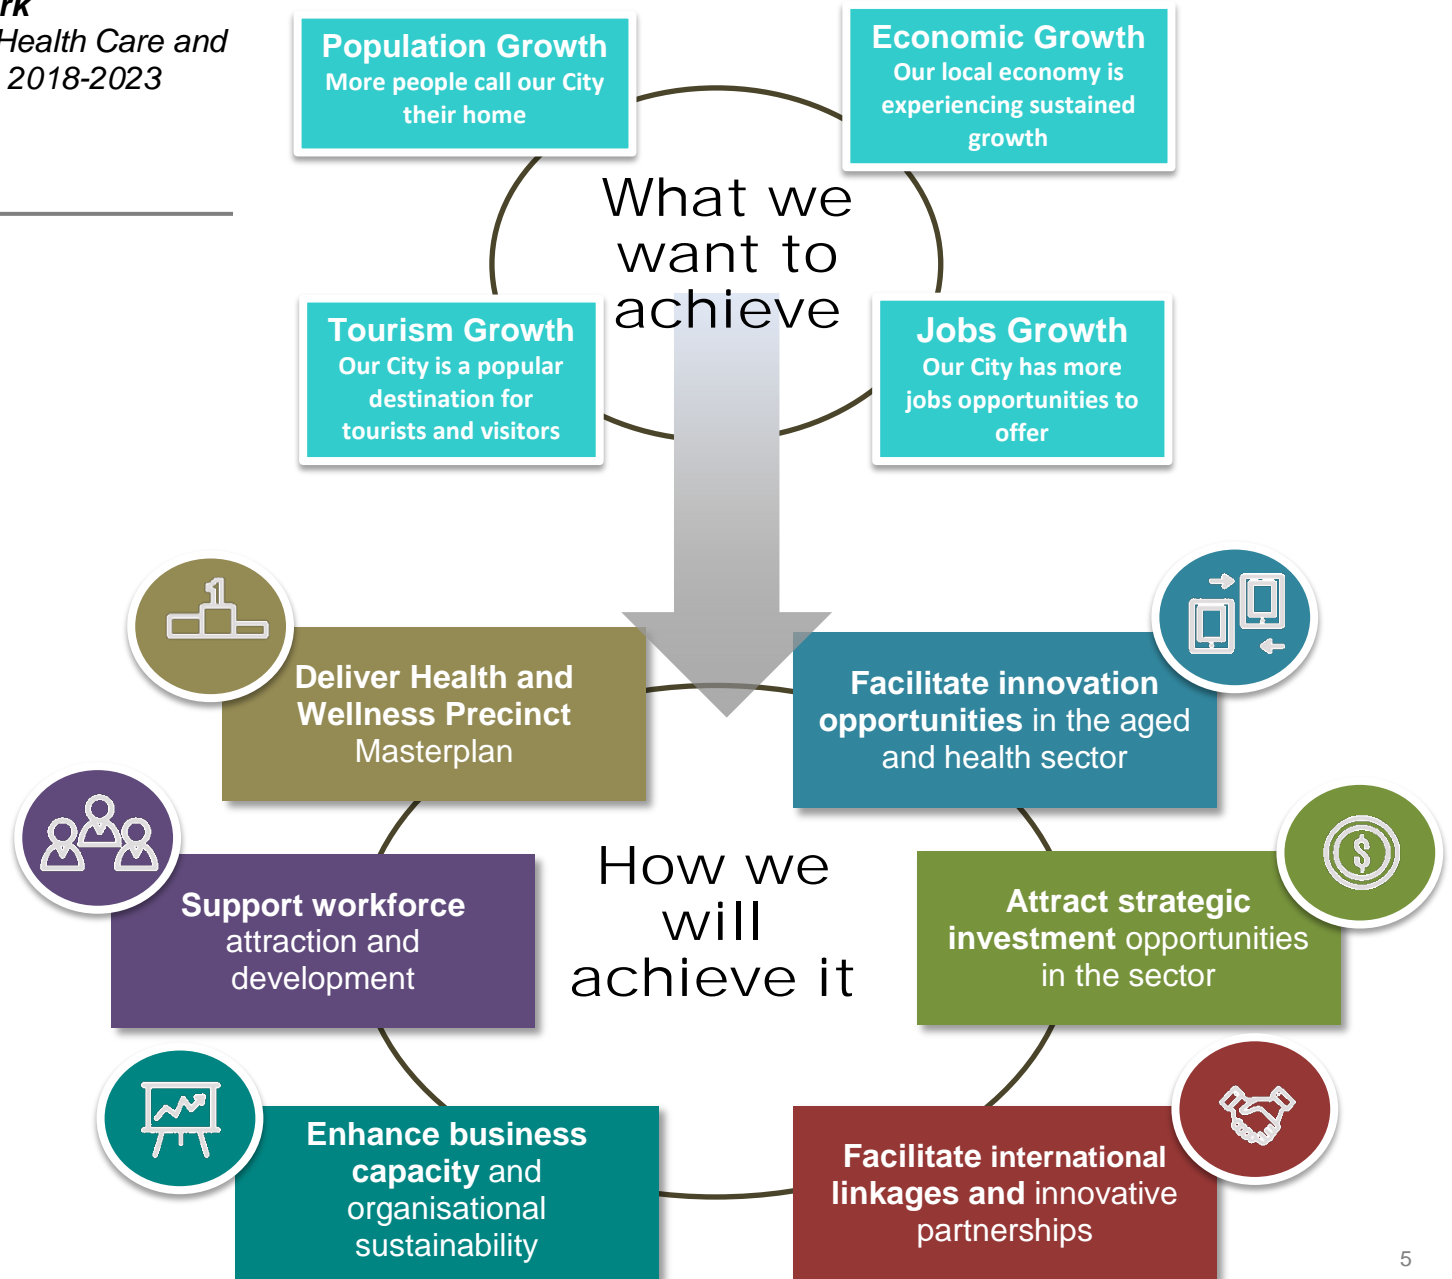 rk
Health Care and
2018-2023
Population Growth
More people call our City
their home
Economic Growth
Our local economy is
experiencing sustained
growth
What we
want to
achieve
Tourism Growth
Our City is a popular
destination for
tourists and visitors
Jobs Growth
Our City has more
jobs opportunities to
offer
1
Deliver Health and
Wellness Precinct
Masterplan
Facilitate innovation
opportunities in the aged
and health sector
Support workforce
attraction and
development
How we
will
achieve it
$
Attract strategic
investment opportunities
in the sector
Enhance business
capacity and
organisational
sustainability
Facilitate international
linkages and innovative
partnerships
5